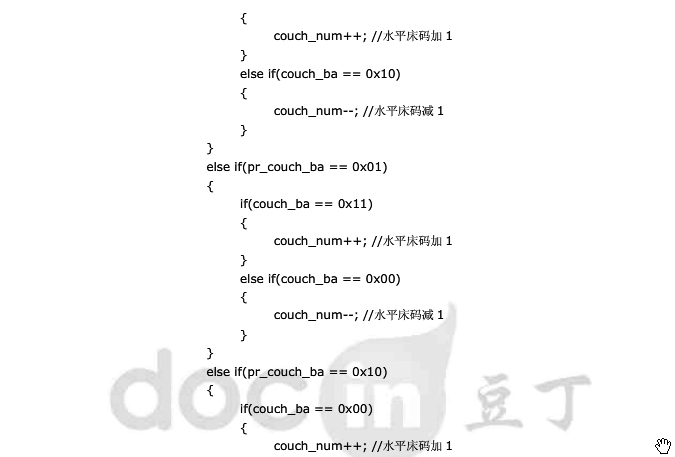 {
couch_num++; //水平床码加 1
}
else if(couch_ba == 0x10)
{
couch_num--; //水平床码减 1
}
}
else if(pr_couch_ba == 0x01)
{
if(couch_ba == 0x11)
{
couch_num++; //水平床码加 1
}
else if(couch_ba == 0x00)
{
couch_num--; //水平床码减 1
}
}
else if(pr_couch_ba == 0x10)
{
if(couch_ba == 0x00)
{
couch_num++; //水平床码加 1
docin 豆丁